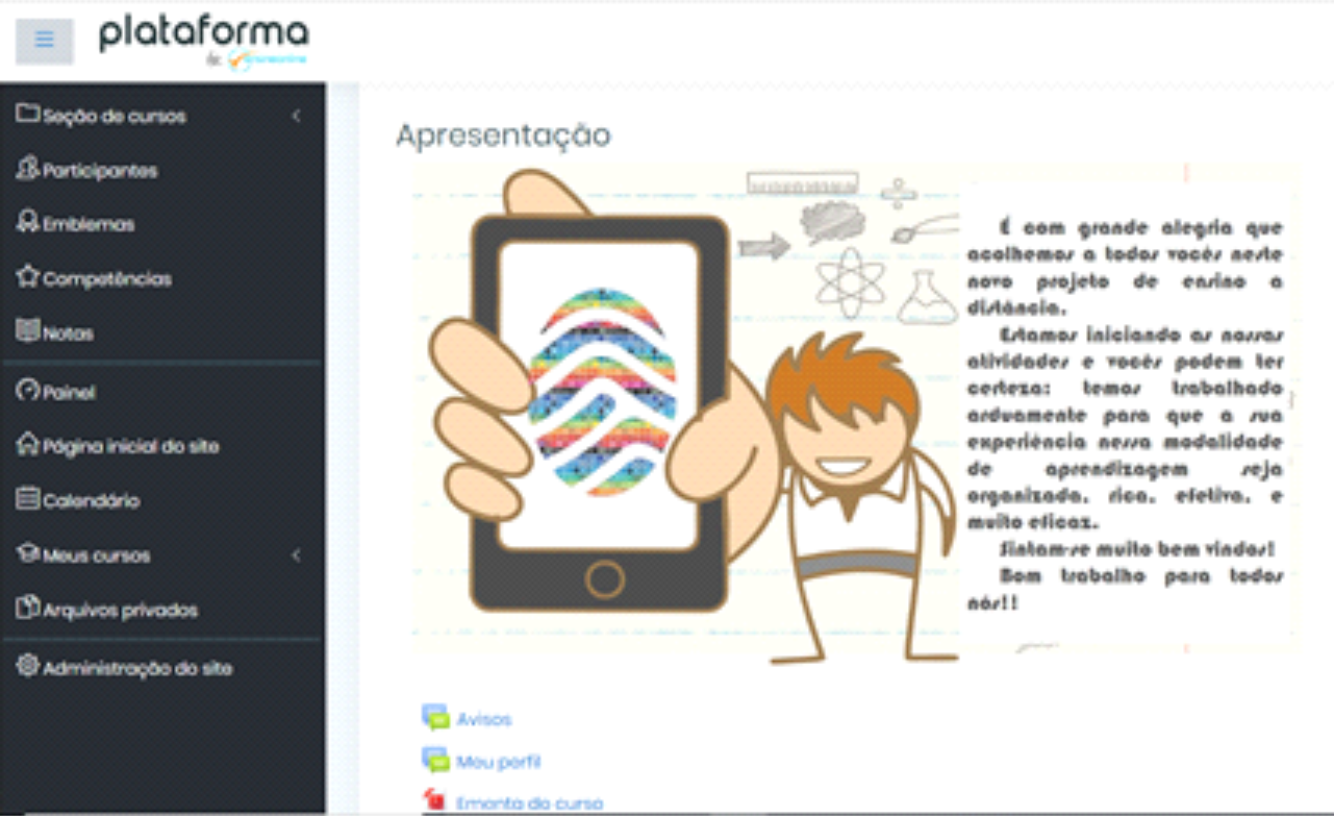 plataforma
Seção de cursos
Participantes
Emblemas
Competências
Notas
Painel
Página inicial do site
Calendário
Meus cursos
Arquivos privados
Administração do site
Apresentação
É com grande alegria que
acolhemos a todos vocês neste
novo projeto de ensino a
distância.
Estamos iniciando as nossas
atividades e vocês podem ter
certeza: temos trabalhado
arduamente para que a sua
experiência nessa modalidade
de aprendizagem seja
organizada, rica, efetiva, e
muito eficaz.
Sintam-se muito bem vindos!
Bom trabalho para todos
nós!!
Avisos
Meu perfil
Ementa do curso